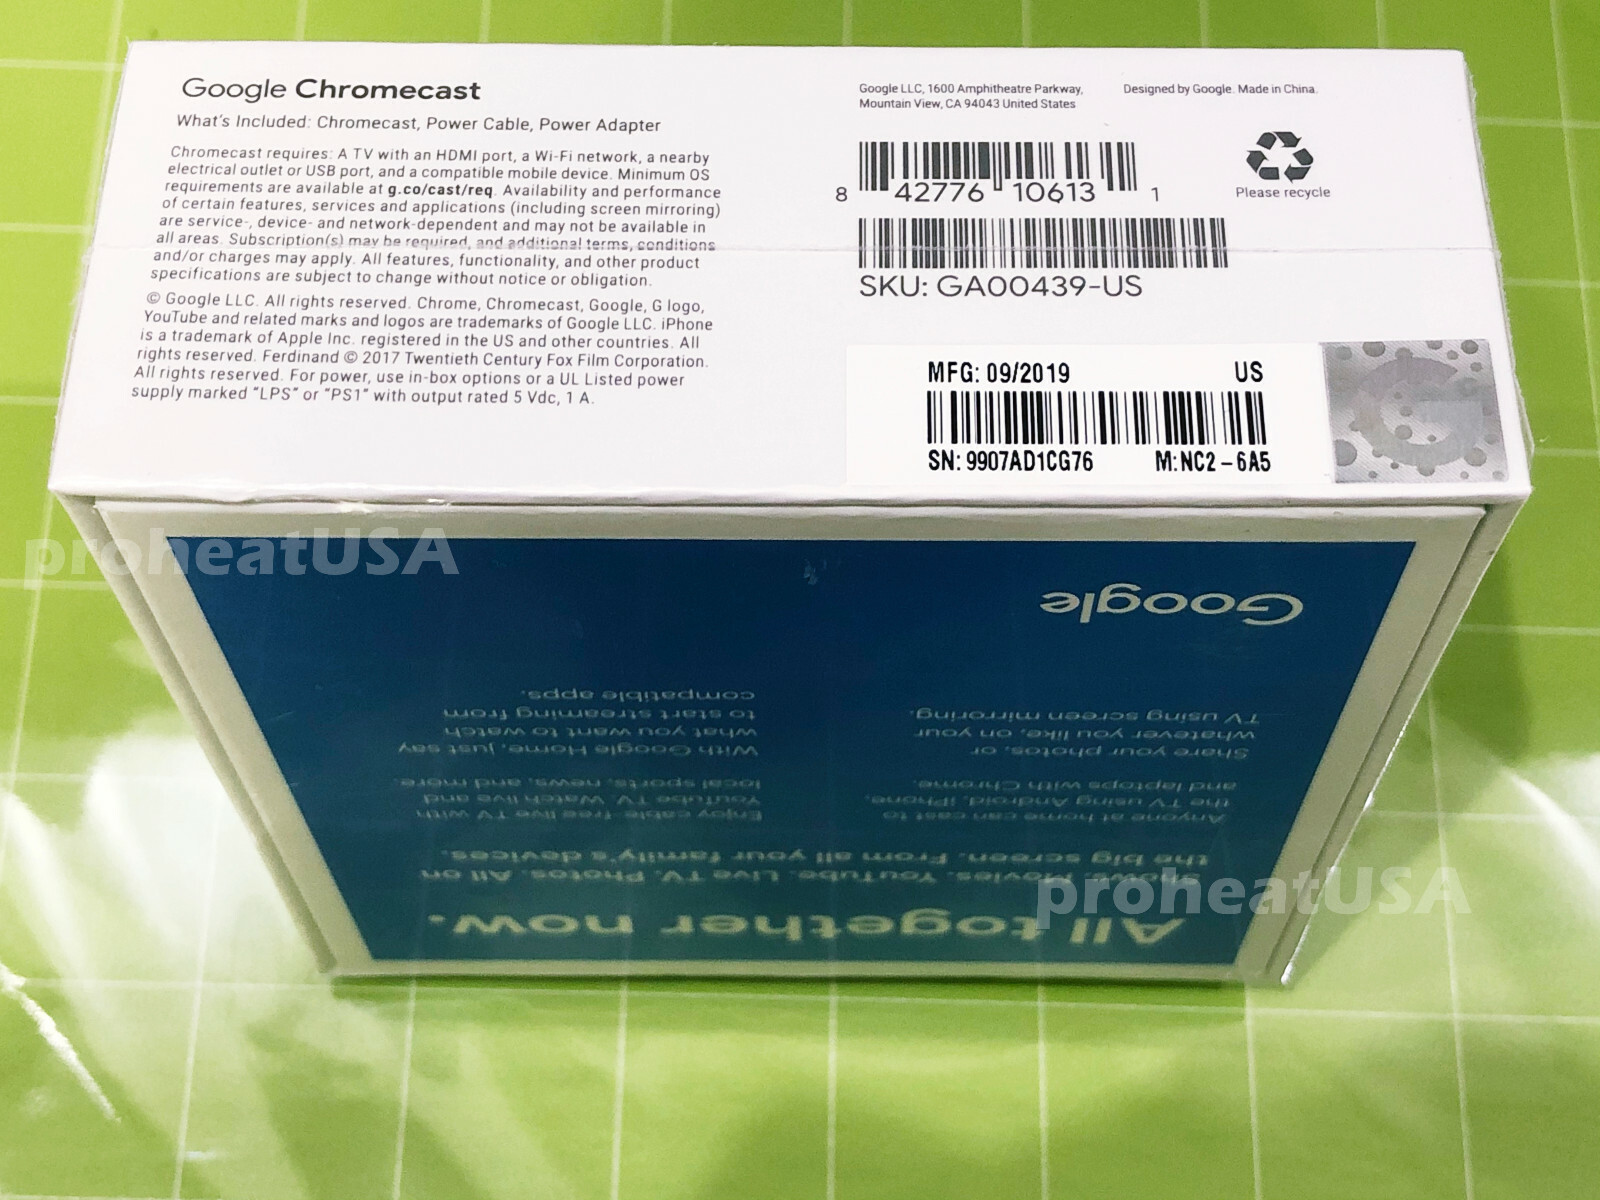 Google Chromecast
What's Included: Chromecast, Power Cable, Power Adapter
Chromecast requires: A TV with an HDMI port, a Wi-Fi network, a nearby
electrical outlet or USB port, and a compatible mobile device. Minimum OS
requirements are available at g.co/cast/req. Availability and performance
of certain features, services and applications (including screen mirroring)
are service-, device- and network-dependent and may not be available in
all areas. Subscription(s) may be required, and additional terms, conditions
and/or charges may apply. All features, functionality, and other product
specifications are subject to change without notice or obligation.
© Google LLC. All rights reserved. Chrome, Chromecast, Google, G logo,
YouTube and related marks and logos are trademarks of Google LLC. iPhone
is a trademark of Apple Inc. registered in the US and other countries. All
rights reserved. Ferdinand © 2017 Twentieth Century Fox Film Corporation.
All rights reserved. For power, use in-box options or a UL Listed power
supply marked "LPS" or "PS1" with output rated 5 Vdc, 1 A.
Google LLC, 1600 Amphitheatre Parkway,
Mountain View, CA 94043 United States
Designed by Google. Made in China.
8 42776 10613 1
Please recycle
SKU: GA00439-US
MFG: 09/2019 US
SN: 9907AD1CG76 M: NC2-6A5
G
proheatUSA
All together now.
Shows. Movies. YouTube. Live TV. Photos. All on
the big screen. From all your family's devices.
Anyone at home can cast to
the TV using Android, iPhone,
and laptops with Chrome.
Share your photos, or
whatever you like, on your
TV using screen mirroring.
Enjoy cable-free live TV with
YouTube TV. Watch live and
local sports, news, and more.
With Google Home, just say
what you want to watch
to start streaming from
compatible apps.
Google
proheatUSA